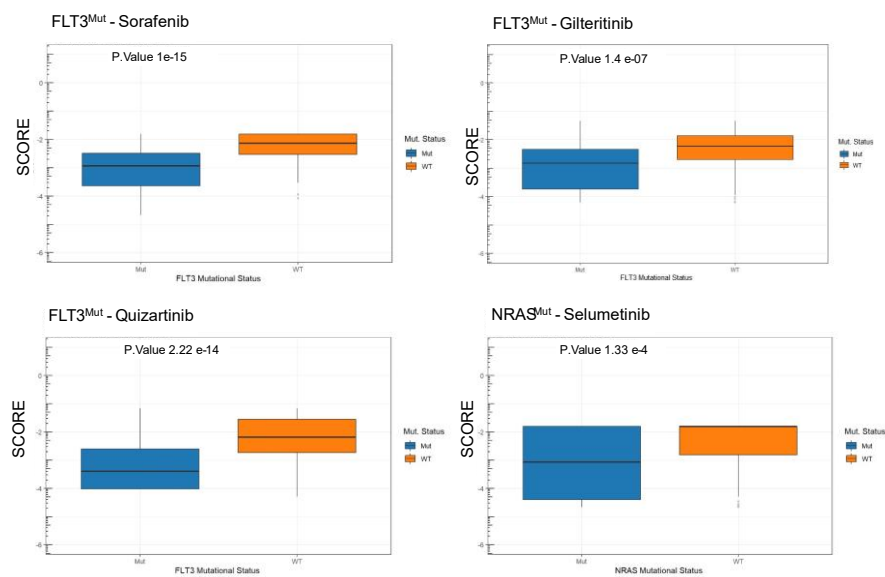 FLT3Mut - Sorafenib
P.Value 1e-15
SCORE
0
-2
-4
-6
Mut
WT
FLT3 Mutational Status
Mut. Status
Mut
WT
FLT3Mut - Gilteritinib
P.Value 1.4 e-07
SCORE
0
-2
-4
-6
Mut
WT
FLT3 Mutational Status
Mut. Status
Mut
WT
FLT3Mut - Quizartinib
P.Value 2.22 e-14
SCORE
0
-2
-4
-6
Mut
WT
FLT3 Mutational Status
Mut. Status
Mut
WT
NRASMut - Selumetinib
P.Value 1.33 e-4
SCORE
0
-2
-4
-6
Mut
WT
NRAS Mutational Status
Mut. Status
Mut
WT